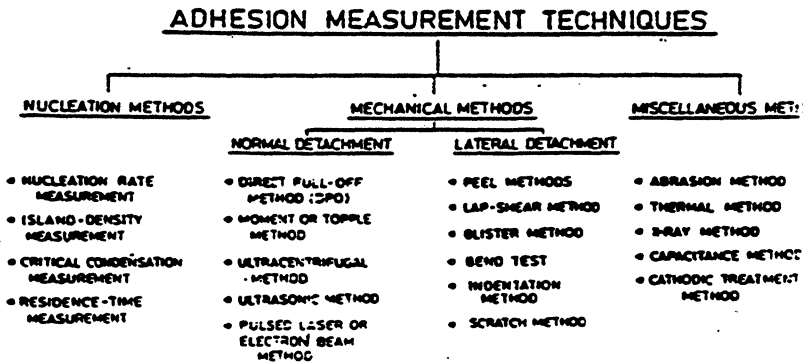 ADHESION MEASUREMENT TECHNIQUES
NUCLEATION METHODS
• NUCLEATION RATE
MEASUREMENT
• ISLAND-DENSITY
MEASUREMENT
• CRITICAL CONDENSATION
MEASUREMENT
• RESIDENCE-TIME
MEASUREMENT
MECHANICAL METHODS
NORMAL DETACHMENT
• DIRECT PULL-OFF
METHOD (DPO)
• MOMENT OR TOPPLE
METHOD
• ULTRACENTRIFUGAL
METHOD
• ULTRASONIC METHOD
• PULSED LASER OR
ELECTRON BEAM
METHOD
LATERAL DETACHMENT
• PEEL METHODS
• LAP-SHEAR METHOD
• BLISTER METHOD
• BEND TEST
• INDENTATION
METHOD
• SCRATCH METHOD
MISCELLANEOUS
• ABRASION METHOD
• THERMAL METHOD
• X-RAY METHOD
• CAPACITANCE METHOD
• CATHODIC TREATMENT
METHOD